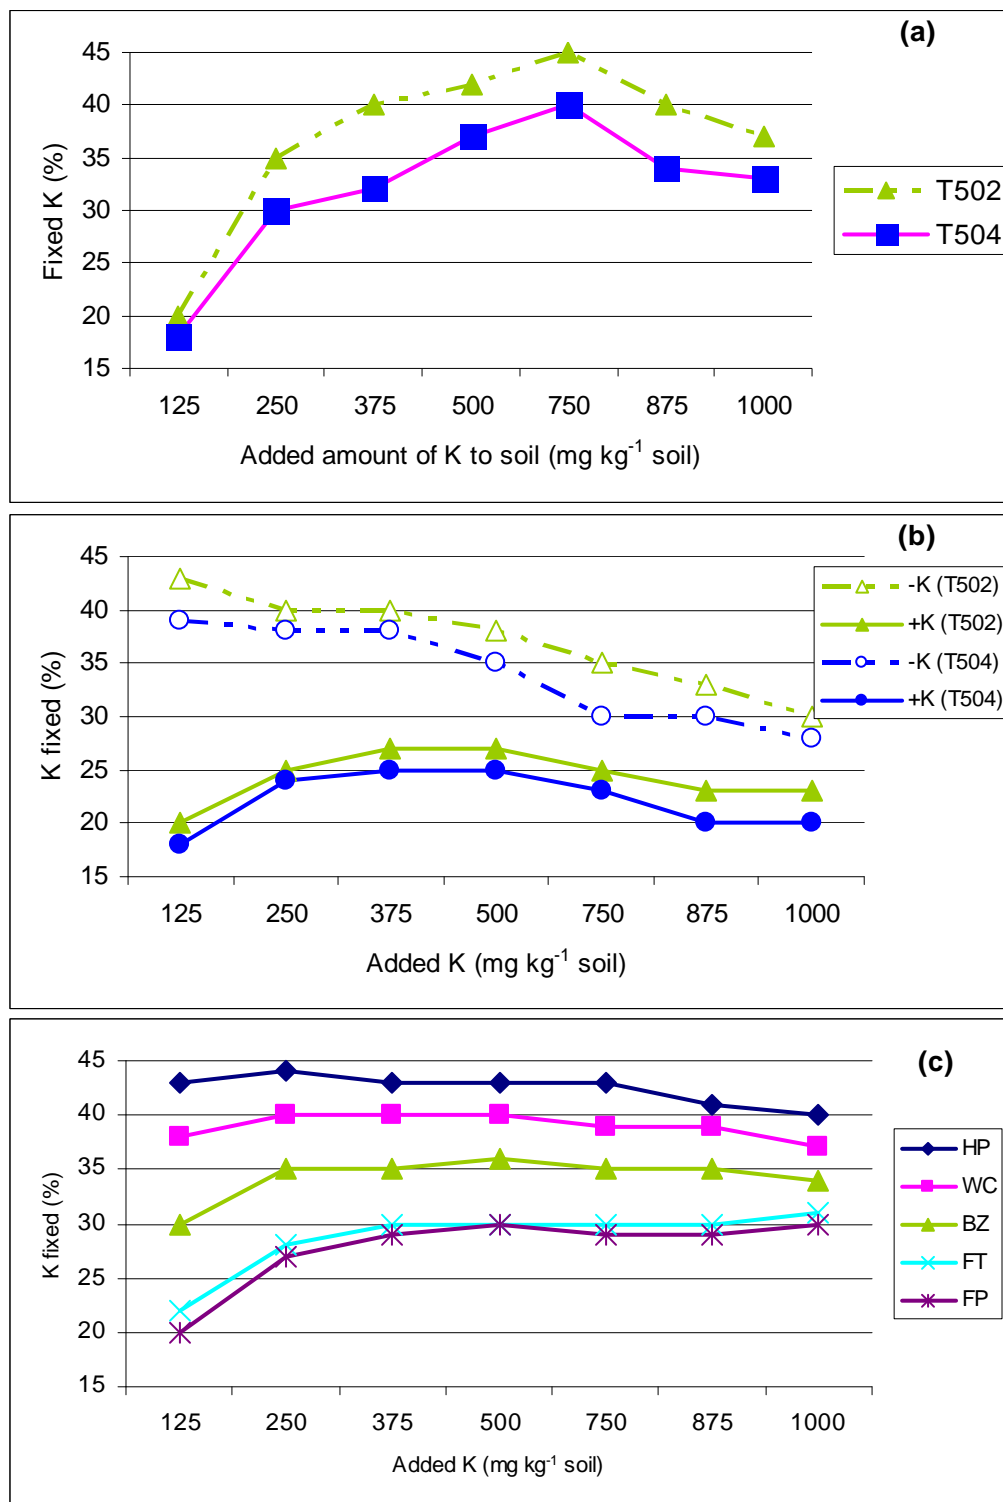 (a)
45
40
35
30
25
20
15
Fixed K (%)
125 250 375 500 750 875 1000
Added amount of K to soil (mg kg⁻¹ soil)
T502
T504
(b)
45
40
35
30
25
20
15
K fixed (%)
125 250 375 500 750 875 1000
Added K (mg kg⁻¹ soil)
-K (T502)
+K (T502)
-K (T504)
+K (T504)
(c)
45
40
35
30
25
20
15
K fixed (%)
125 250 375 500 750 875 1000
Added K (mg kg⁻¹ soil)
HP
WC
BZ
FT
FP